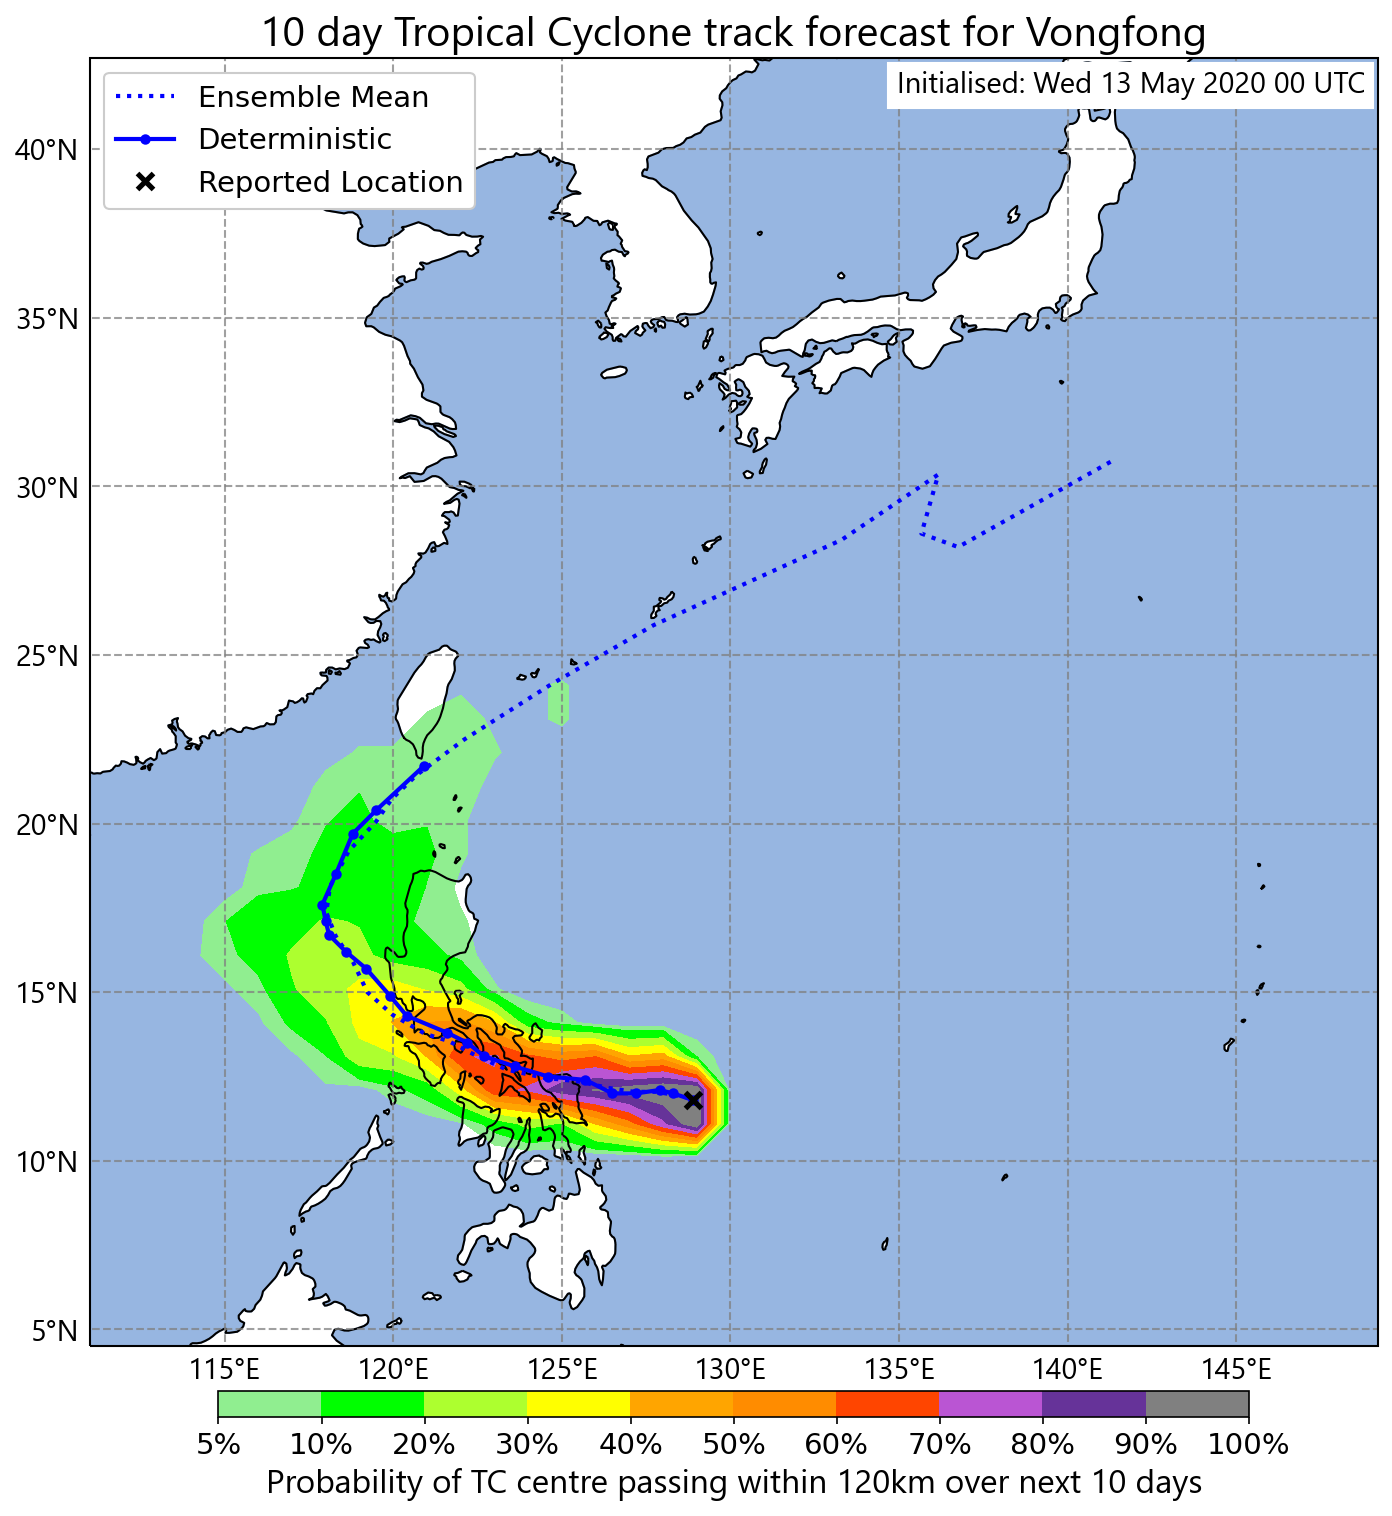 10 day Tropical Cyclone track forecast for Vongfong
Initialised: Wed 13 May 2020 00 UTC
Ensemble Mean
Deterministic
Reported Location
40°N
35°N
30°N
25°N
20°N
15°N
10°N
5°N
115°E 120°E 125°E 130°E 135°E 140°E 145°E
5% 10% 20% 30% 40% 50% 60% 70% 80% 90% 100%
Probability of TC centre passing within 120km over next 10 days